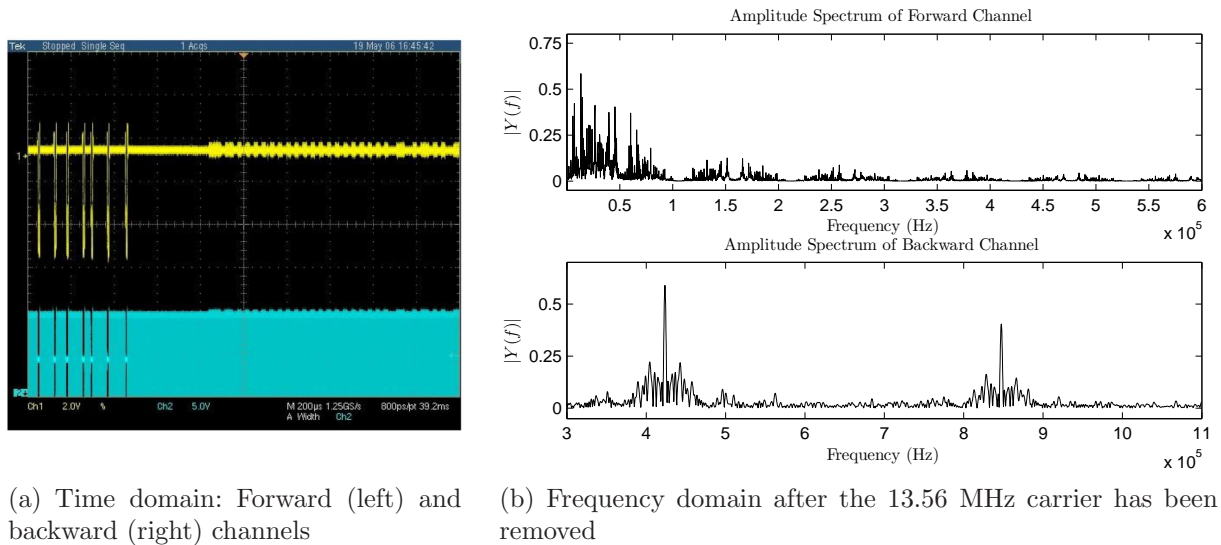 Tek Stopped Single Seq 1 Acqs 19 May 06 16:45:42
1
2
Ch1 2.0V Ch2 5.0V M 200µs 1.25GS/s 800ps/pt 39.2ms
A Width Ch2
Amplitude Spectrum of Forward Channel
|Y(f)|
0.75
0.5
0.25
0
0.5 1 1.5 2 2.5 3 3.5 4 4.5 5 5.5 6
Frequency (Hz)
x 10^5
Amplitude Spectrum of Backward Channel
|Y(f)|
0.5
0.25
0
3 4 5 6 7 8 9 10 11
Frequency (Hz)
x 10^5
(a) Time domain: Forward (left) and
backward (right) channels
(b) Frequency domain after the 13.56 MHz carrier has been
removed